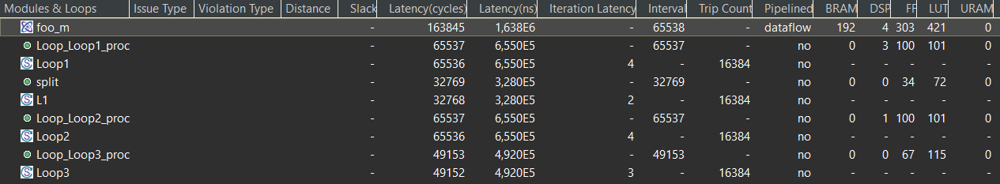 Modules & Loops Issue Type Violation Type Distance Slack Latency(cycles) Latency(ns) Iteration Latency Interval Trip Count Pipelined BRAM DSP FF LUT URAM
foo_m - 163845 1,638E6 - 65538 - dataflow 192 4 303 421 0
Loop_Loop1_proc - 65537 6,550E5 - 65537 - no 0 3 100 101 0
Loop1 - 65536 6,550E5 4 - 16384 no - - - - -
split - 32769 3,280E5 - 32769 - no 0 0 34 72 0
L1 - 32768 3,280E5 2 - 16384 no - - - - -
Loop_Loop2_proc - 65537 6,550E5 - 65537 - no 0 1 100 101 0
Loop2 - 65536 6,550E5 4 - 16384 no - - - - -
Loop_Loop3_proc - 49153 4,920E5 - 49153 - no 0 0 67 115 0
Loop3 - 49152 4,920E5 3 - 16384 no - - - - -